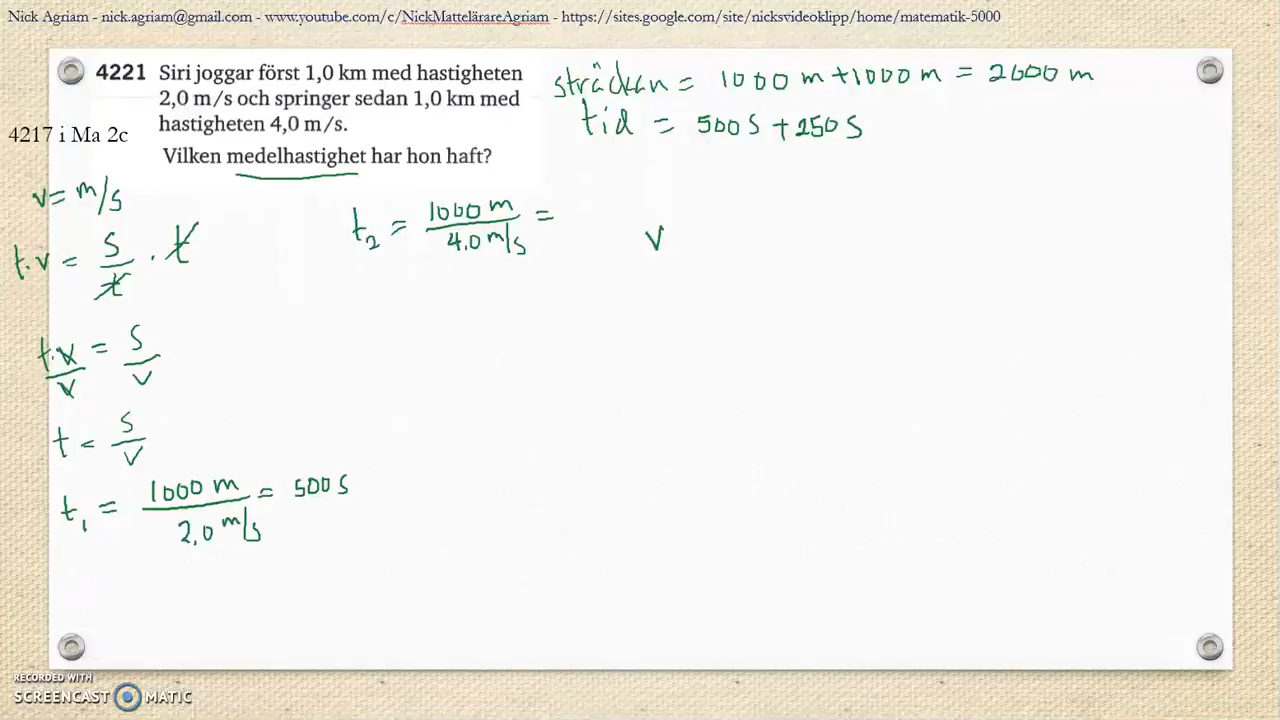 Nick Agriam - nick.agriam@gmail.com - www.youtube.com/c/NickMattelärareAgriam - https://sites.google.com/site/nicksvideoklipp/home/matematik-5000
4221 Siri joggar först 1,0 km med hastigheten
2,0 m/s och springer sedan 1,0 km med
hastigheten 4,0 m/s.
Vilken medelhastighet har hon haft?
4217 i Ma 2c
sträckan = 1000 m + 1000 m = 2000 m
tid = 500 s + 250 s
v = m/s
t·v = s/t · t
t·v/v = s/v
t = s/v
t1 = 1000 m / 2,0 m/s = 500 s
t2 = 1000 m / 4,0 m/s =
v
RECORDED WITH
SCREENCAST MATIC